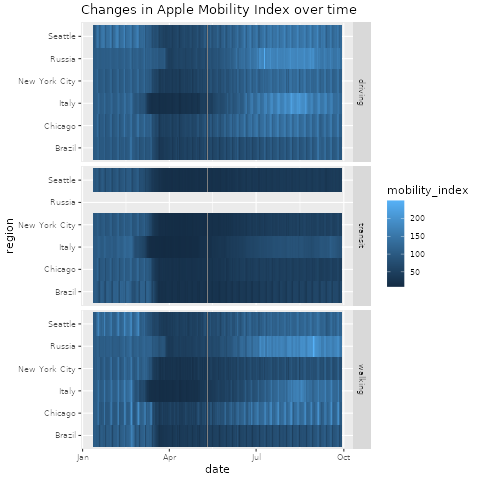 Changes in Apple Mobility Index over time
region
Seattle
Russia
New York City
Italy
Chicago
Brazil
driving
Seattle
Russia
New York City
Italy
Chicago
Brazil
transit
Seattle
Russia
New York City
Italy
Chicago
Brazil
walking
Jan
Apr
Jul
Oct
date
mobility_index
200
150
100
50